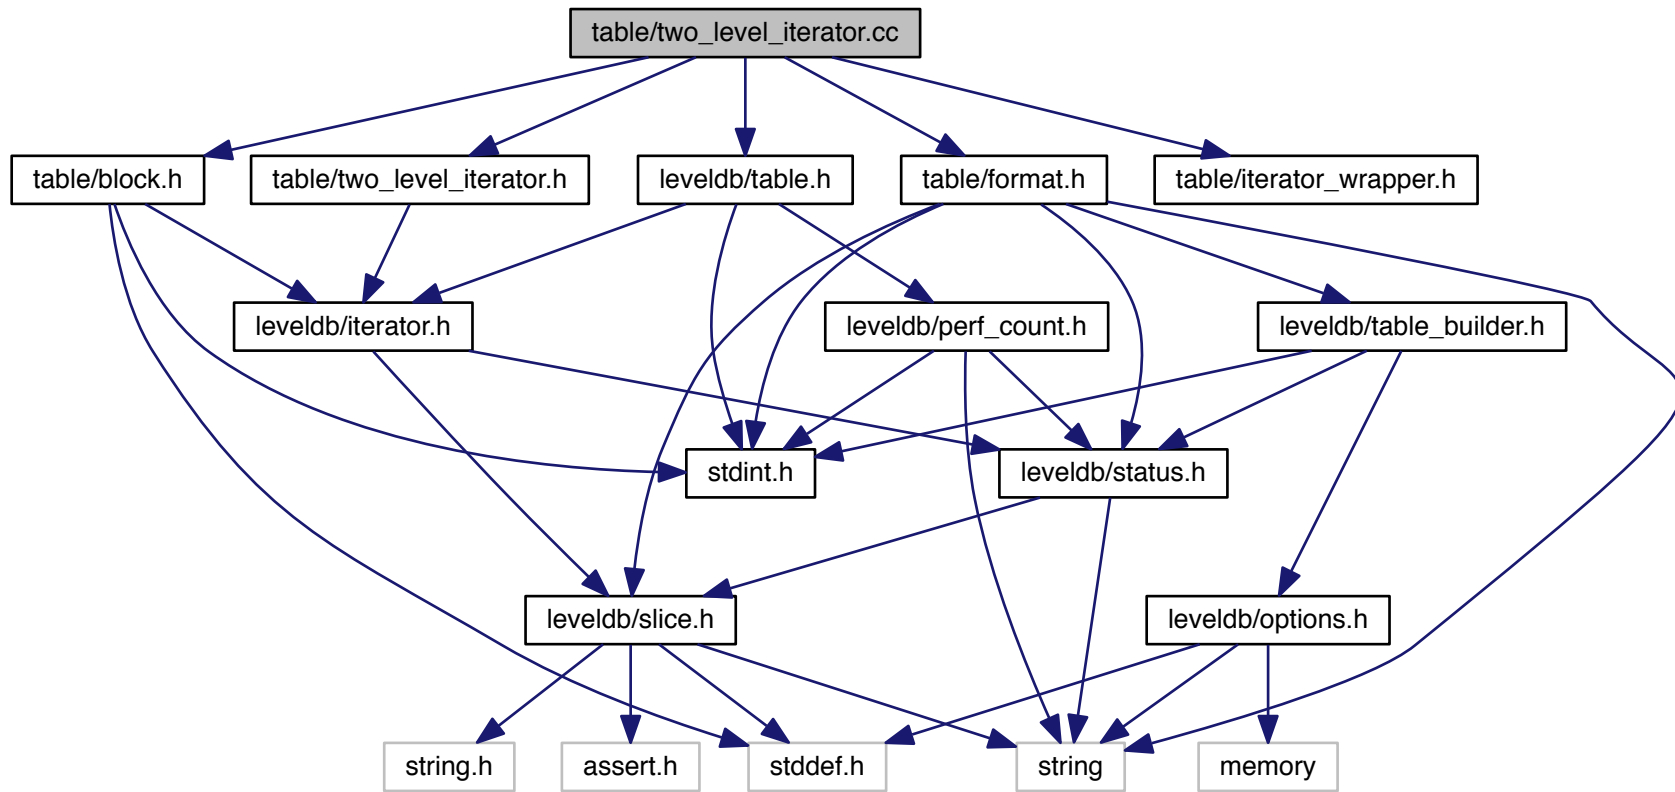 table/two_level_iterator.cc
table/block.h
table/two_level_iterator.h
leveldb/table.h
table/format.h
table/iterator_wrapper.h
leveldb/iterator.h
leveldb/perf_count.h
leveldb/table_builder.h
stdint.h
leveldb/status.h
leveldb/slice.h
leveldb/options.h
string.h
assert.h
stddef.h
string
memory